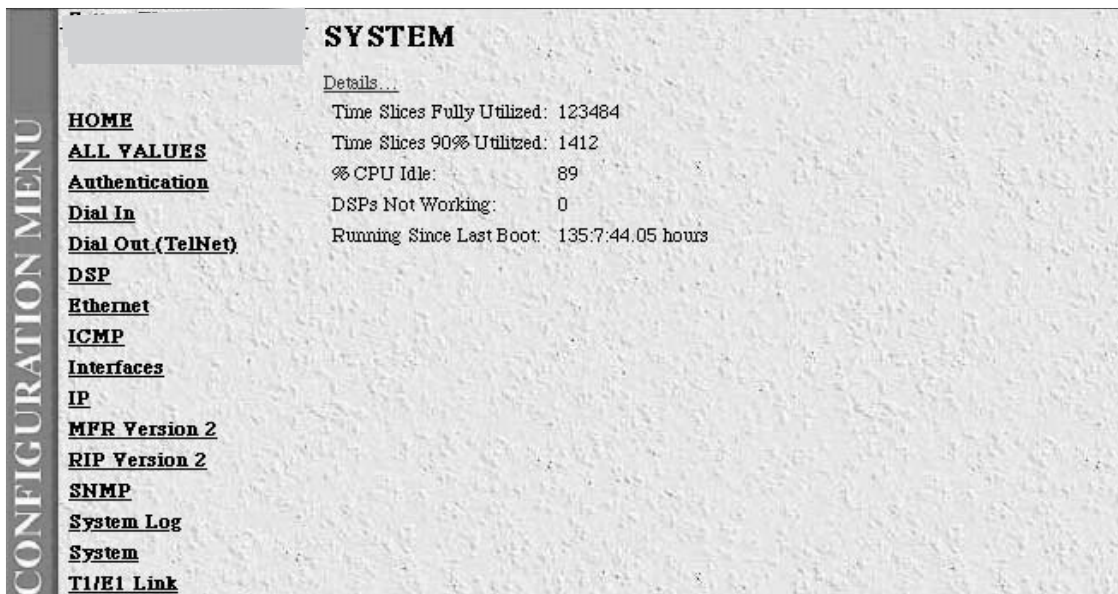 CONFIGURATION MENU
HOME
ALL VALUES
Authentication
Dial In
Dial Out (TelNet)
DSP
Ethernet
ICMP
Interfaces
IP
MFR Version 2
RIP Version 2
SNMP
System Log
System
T1/E1 Link
SYSTEM
Details...
Time Slices Fully Utilized: 123484
Time Slices 90% Utilitzed: 1412
% CPU Idle: 89
DSPs Not Working: 0
Running Since Last Boot: 135:7:44.05 hours